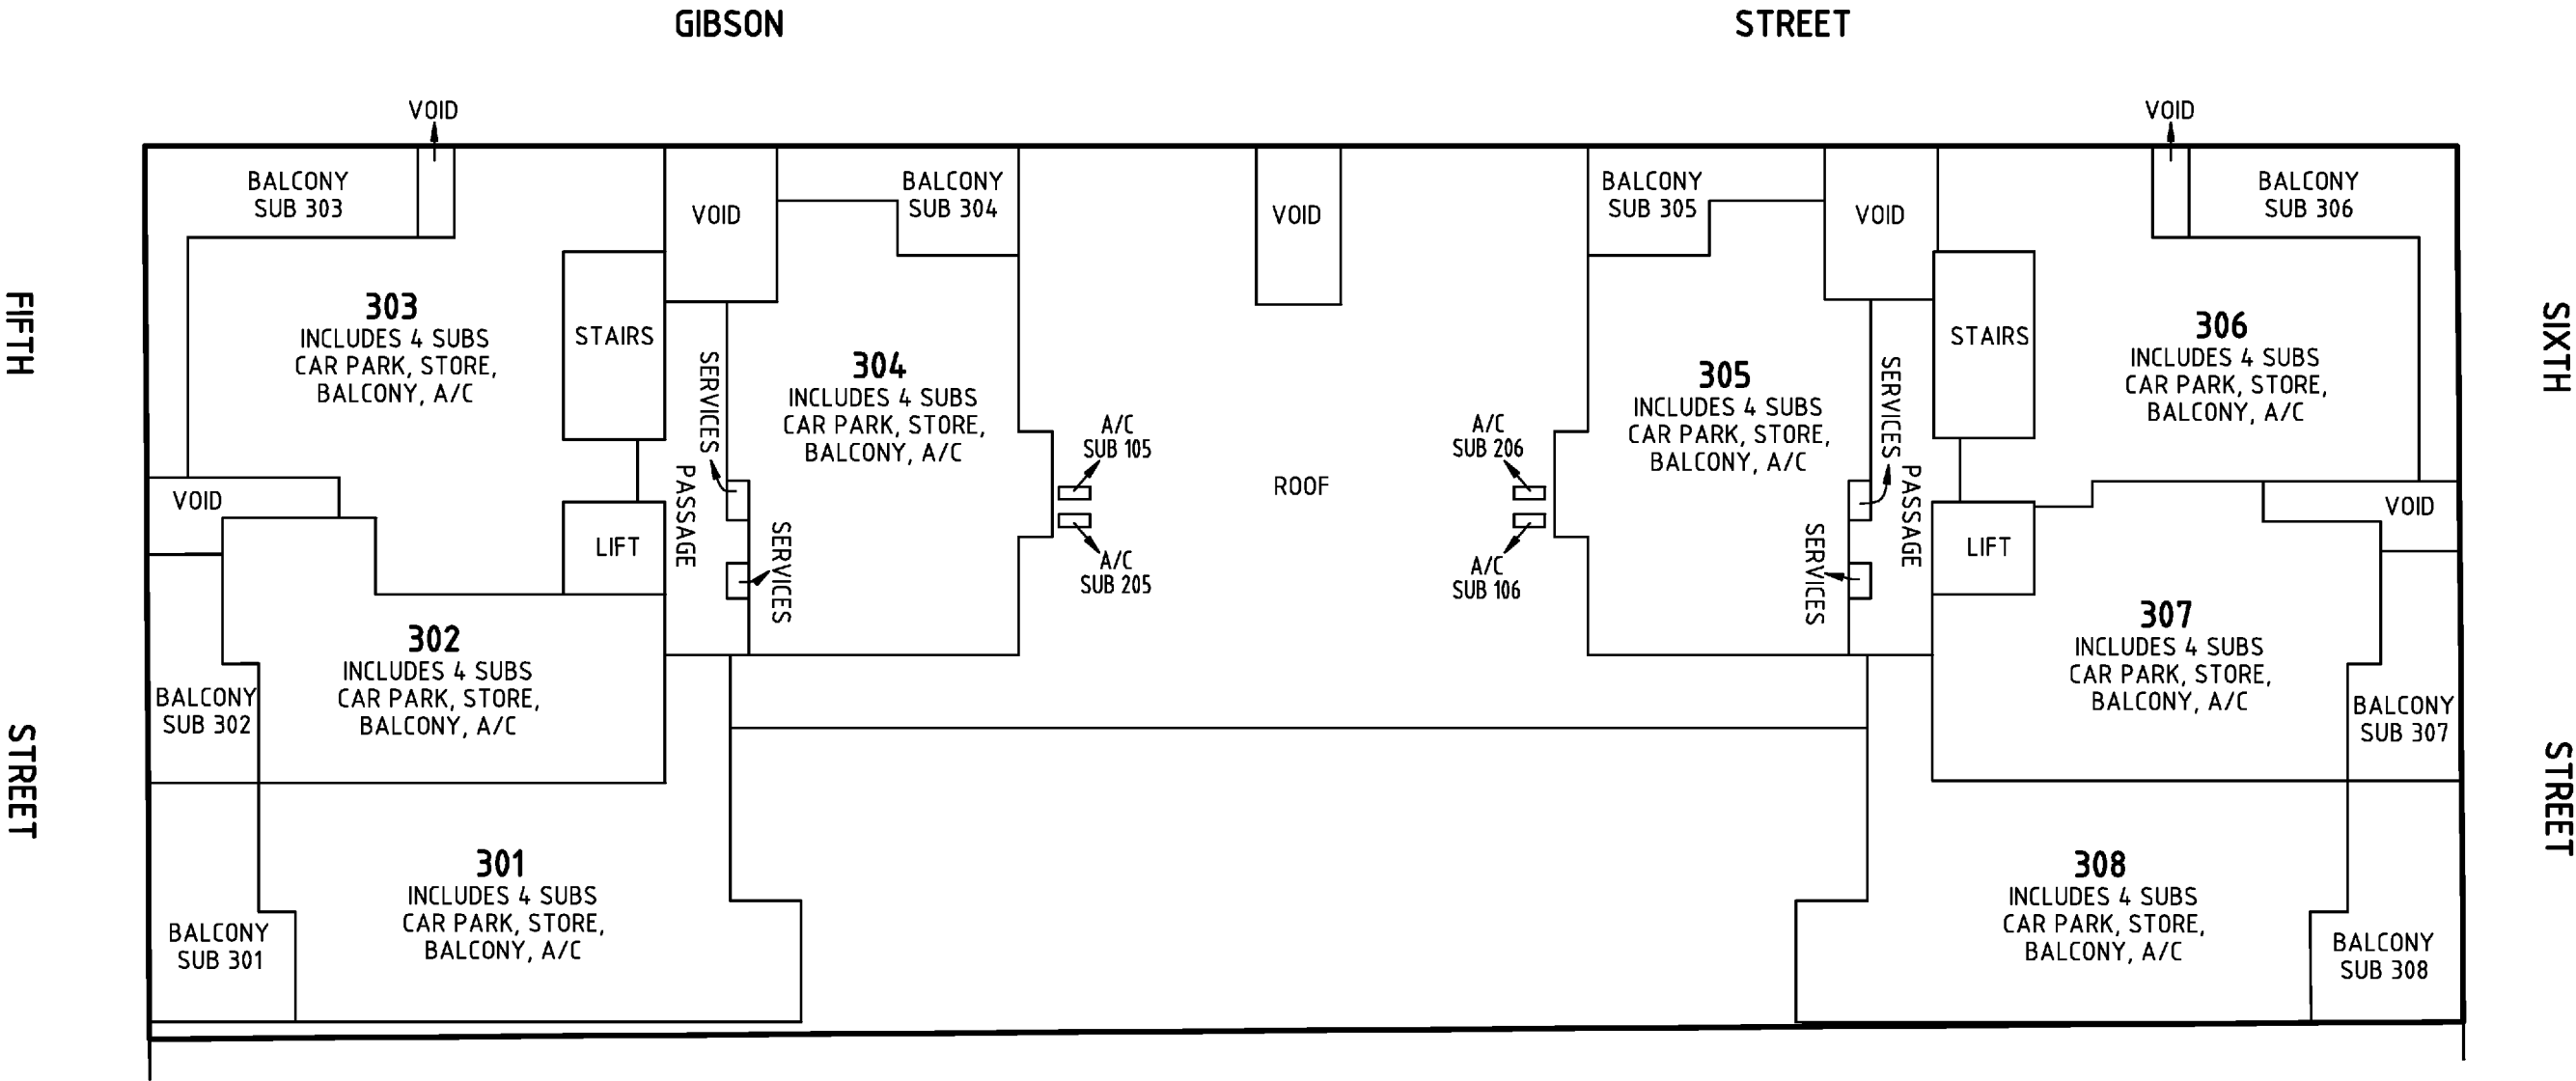 GIBSON STREET
VOID
VOID
BALCONY
SUB 303
VOID
BALCONY
SUB 304
VOID
BALCONY
SUB 305
VOID
BALCONY
SUB 306
FIFTH
STREET
303
INCLUDES 4 SUBS
CAR PARK, STORE,
BALCONY, A/C
STAIRS
SERVICES
PASSAGE
SERVICES
304
INCLUDES 4 SUBS
CAR PARK, STORE,
BALCONY, A/C
A/C
SUB 105
A/C
SUB 205
ROOF
A/C
SUB 206
A/C
SUB 106
305
INCLUDES 4 SUBS
CAR PARK, STORE,
BALCONY, A/C
SERVICES
PASSAGE
SERVICES
STAIRS
306
INCLUDES 4 SUBS
CAR PARK, STORE,
BALCONY, A/C
SIXTH
STREET
VOID
LIFT
LIFT
VOID
302
INCLUDES 4 SUBS
CAR PARK, STORE,
BALCONY, A/C
BALCONY
SUB 302
307
INCLUDES 4 SUBS
CAR PARK, STORE,
BALCONY, A/C
BALCONY
SUB 307
301
INCLUDES 4 SUBS
CAR PARK, STORE,
BALCONY, A/C
BALCONY
SUB 301
308
INCLUDES 4 SUBS
CAR PARK, STORE,
BALCONY, A/C
BALCONY
SUB 308